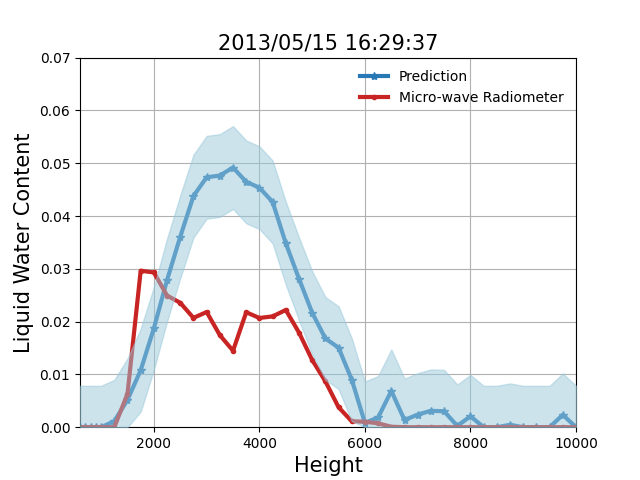 2013/05/15 16:29:37
0.07
0.06
0.05
0.04
0.03
0.02
0.01
0.00
Liquid Water Content
Prediction
Micro-wave Radiometer
2000 4000 6000 8000 10000
Height